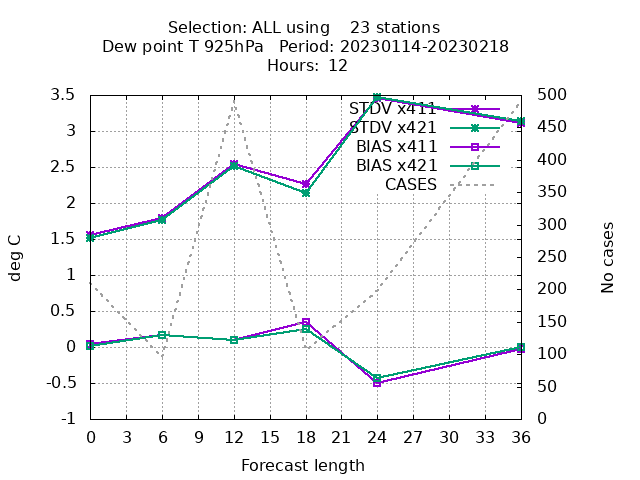 Selection: ALL using    23 stations
Dew point T 925hPa   Period: 20230114-20230218
Hours: 12
3.5
3
2.5
2
1.5
1
0.5
0
-0.5
-1
500
450
400
350
300
250
200
150
100
50
0
STDV x411
STDV x421
BIAS x411
BIAS x421
CASES
deg C
No cases
0 3 6 9 12 15 18 21 24 27 30 33 36
Forecast length